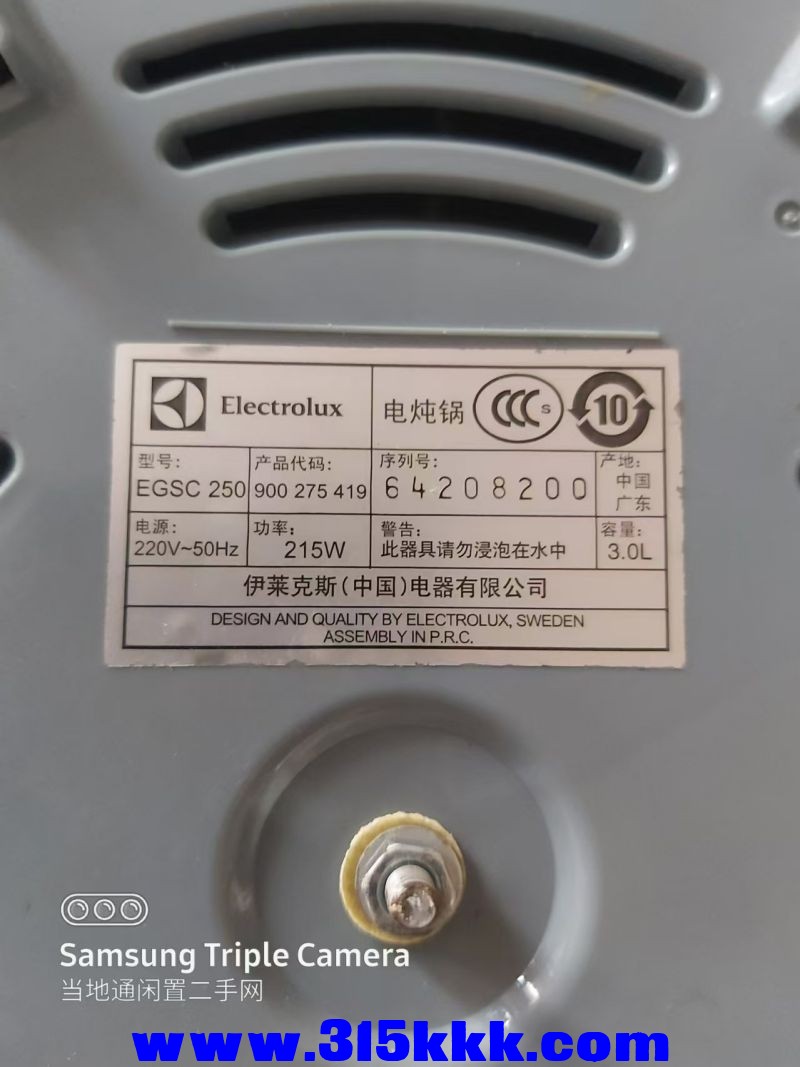 Electrolux
电炖锅
CCC S
10
型号:
EGSC 250
产品代码:
900 275 419
序列号:
64208200
产地:
中国
广东
电源:
220V~50Hz
功率:
215W
警告:
此器具请勿浸泡在水中
容量:
3.0L
伊莱克斯(中国)电器有限公司
DESIGN AND QUALITY BY ELECTROLUX, SWEDEN
ASSEMBLY IN P.R.C.
Samsung Triple Camera
当地通闲置二手网
www.315kkk.com